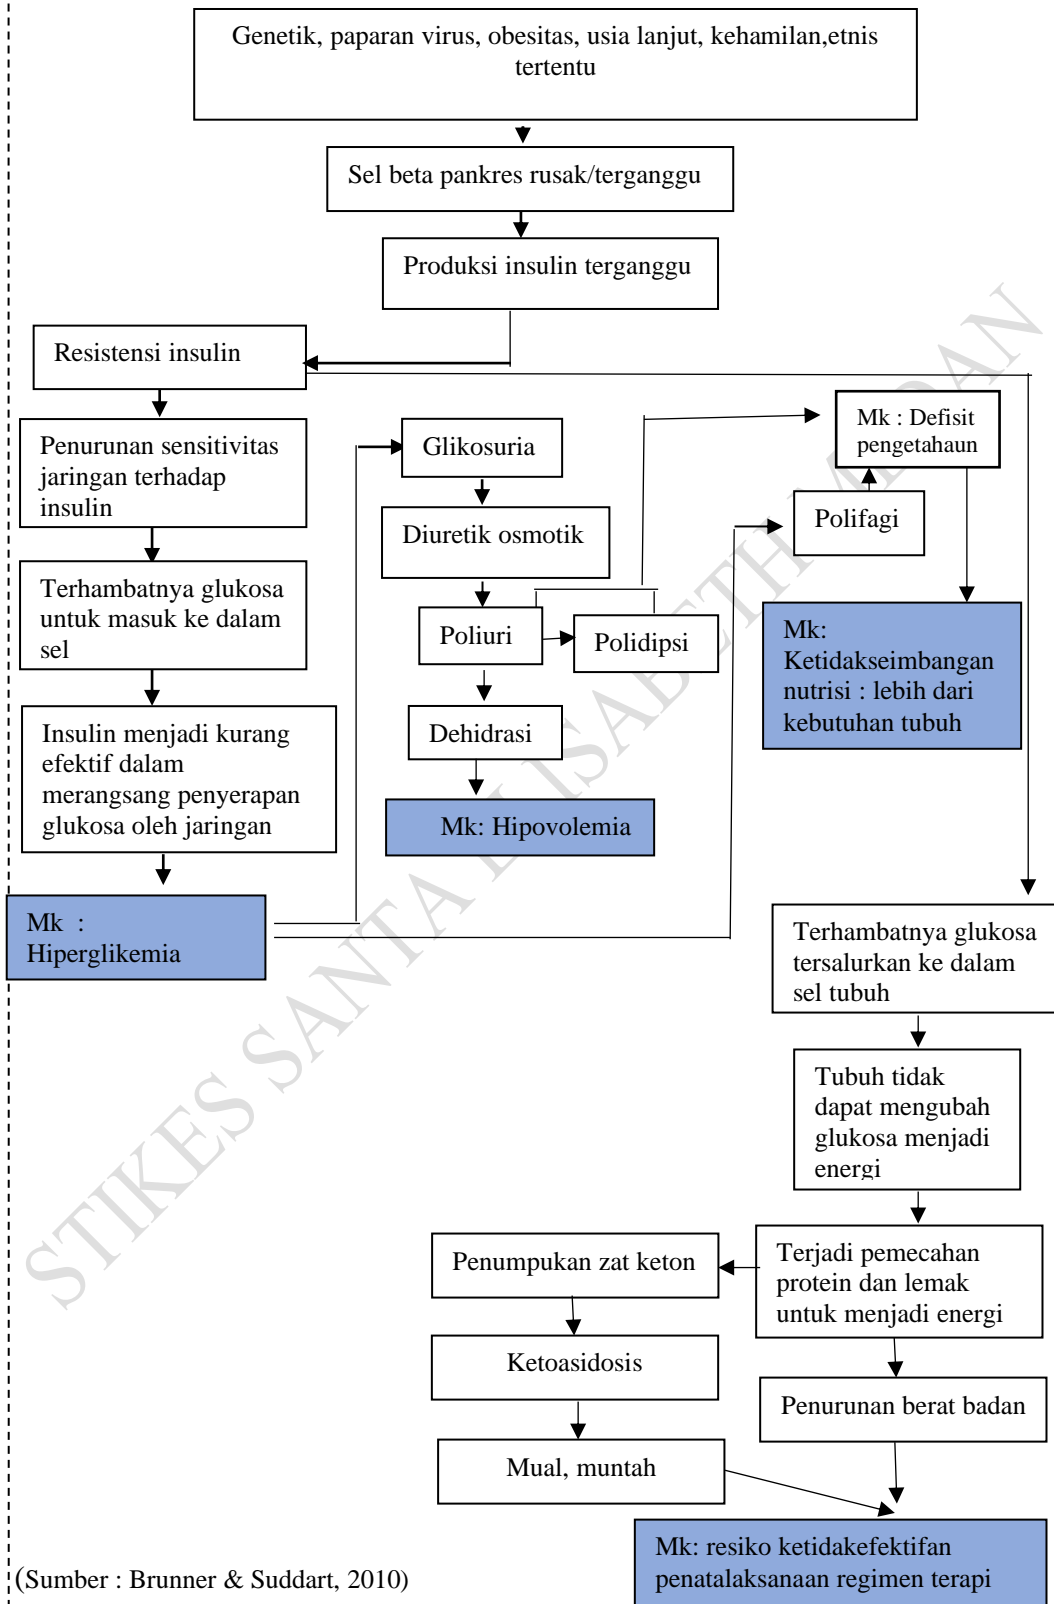 Genetik, paparan virus, obesitas, usia lanjut, kehamilan,etnis
tertentu
Sel beta pankres rusak/terganggu
Produksi insulin terganggu
Resistensi insulin
Penurunan sensitivitas
jaringan terhadap
insulin
Terhambatnya glukosa
untuk masuk ke dalam
sel
Insulin menjadi kurang
efektif dalam
merangsang penyerapan
glukosa oleh jaringan
Mk :
Hiperglikemia
Glikosuria
Diuretik osmotik
Poliuri
Polidipsi
Dehidrasi
Mk: Hipovolemia
Mk : Defisit
pengetahaun
Polifagi
Mk:
Ketidakseimbangan
nutrisi : lebih dari
kebutuhan tubuh
Terhambatnya glukosa
tersalurkan ke dalam
sel tubuh
Tubuh tidak
dapat mengubah
glukosa menjadi
energi
Terjadi pemecahan
protein dan lemak
untuk menjadi energi
Penumpukan zat keton
Ketoasidosis
Mual, muntah
Penurunan berat badan
Mk: resiko ketidakefektifan
penatalaksanaan regimen terapi
(Sumber : Brunner & Suddart, 2010)
STIKES SANTA ELISABETH MEDAN